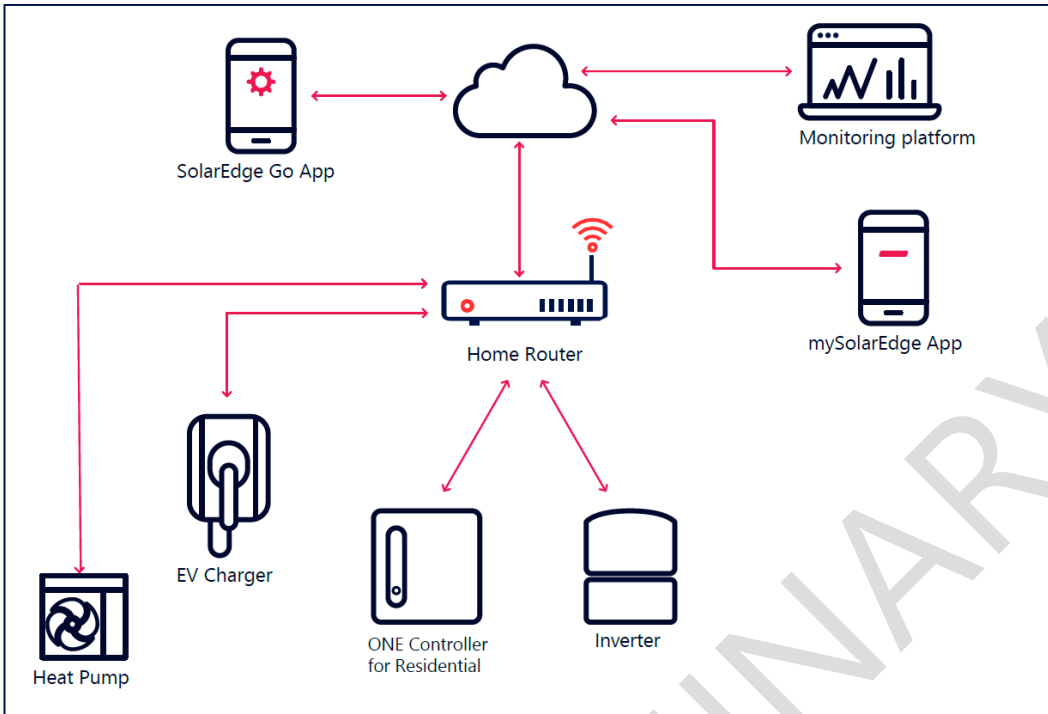 SolarEdge Go App
Monitoring platform
mySolarEdge App
Home Router
EV Charger
Heat Pump
ONE Controller
for Residential
Inverter